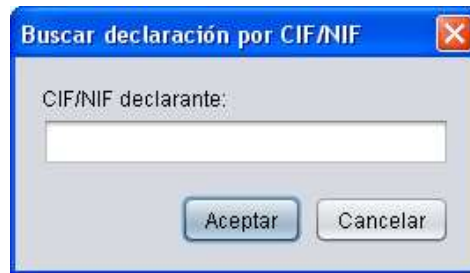 Buscar declaración por CIF/NIF
CIF/NIF declarante:
Aceptar Cancelar